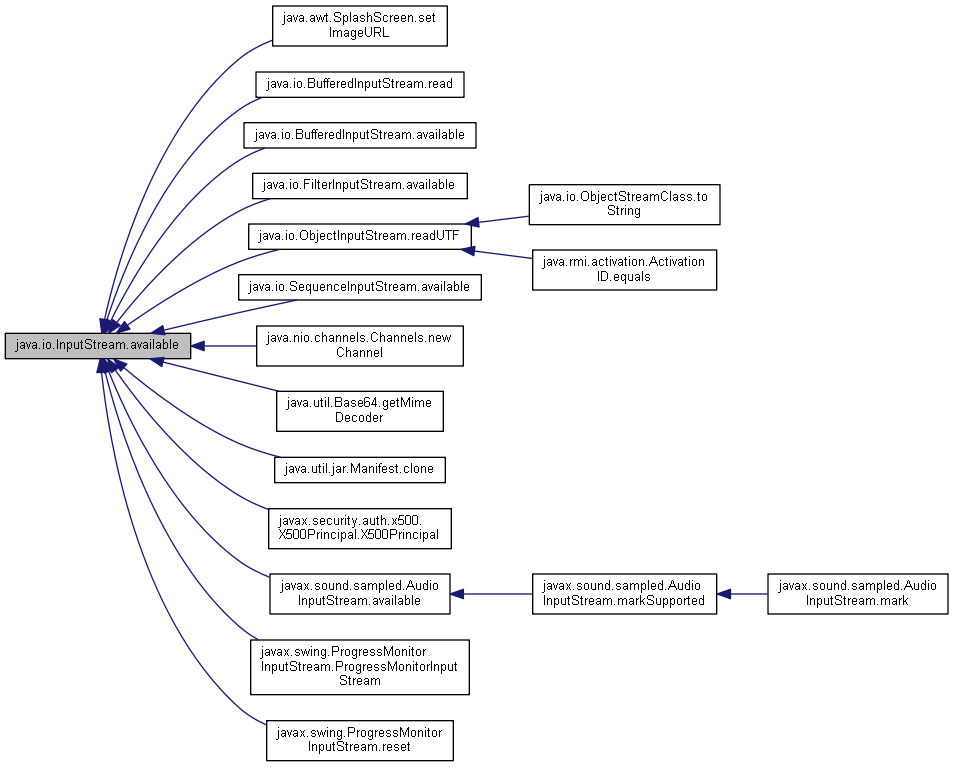 java.awt.SplashScreen.set
ImageURL
java.io.BufferedInputStream.read
java.io.BufferedInputStream.available
java.io.FilterInputStream.available
java.io.ObjectStreamClass.to
String
java.io.ObjectInputStream.readUTF
java.rmi.activation.Activation
ID.equals
java.io.SequenceInputStream.available
java.io.InputStream.available
java.nio.channels.Channels.new
Channel
java.util.Base64.getMime
Decoder
java.util.jar.Manifest.clone
javax.security.auth.x500.
X500Principal.X500Principal
javax.sound.sampled.Audio
InputStream.available
javax.sound.sampled.Audio
InputStream.markSupported
javax.sound.sampled.Audio
InputStream.mark
javax.swing.ProgressMonitor
InputStream.ProgressMonitorInput
Stream
javax.swing.ProgressMonitor
InputStream.reset